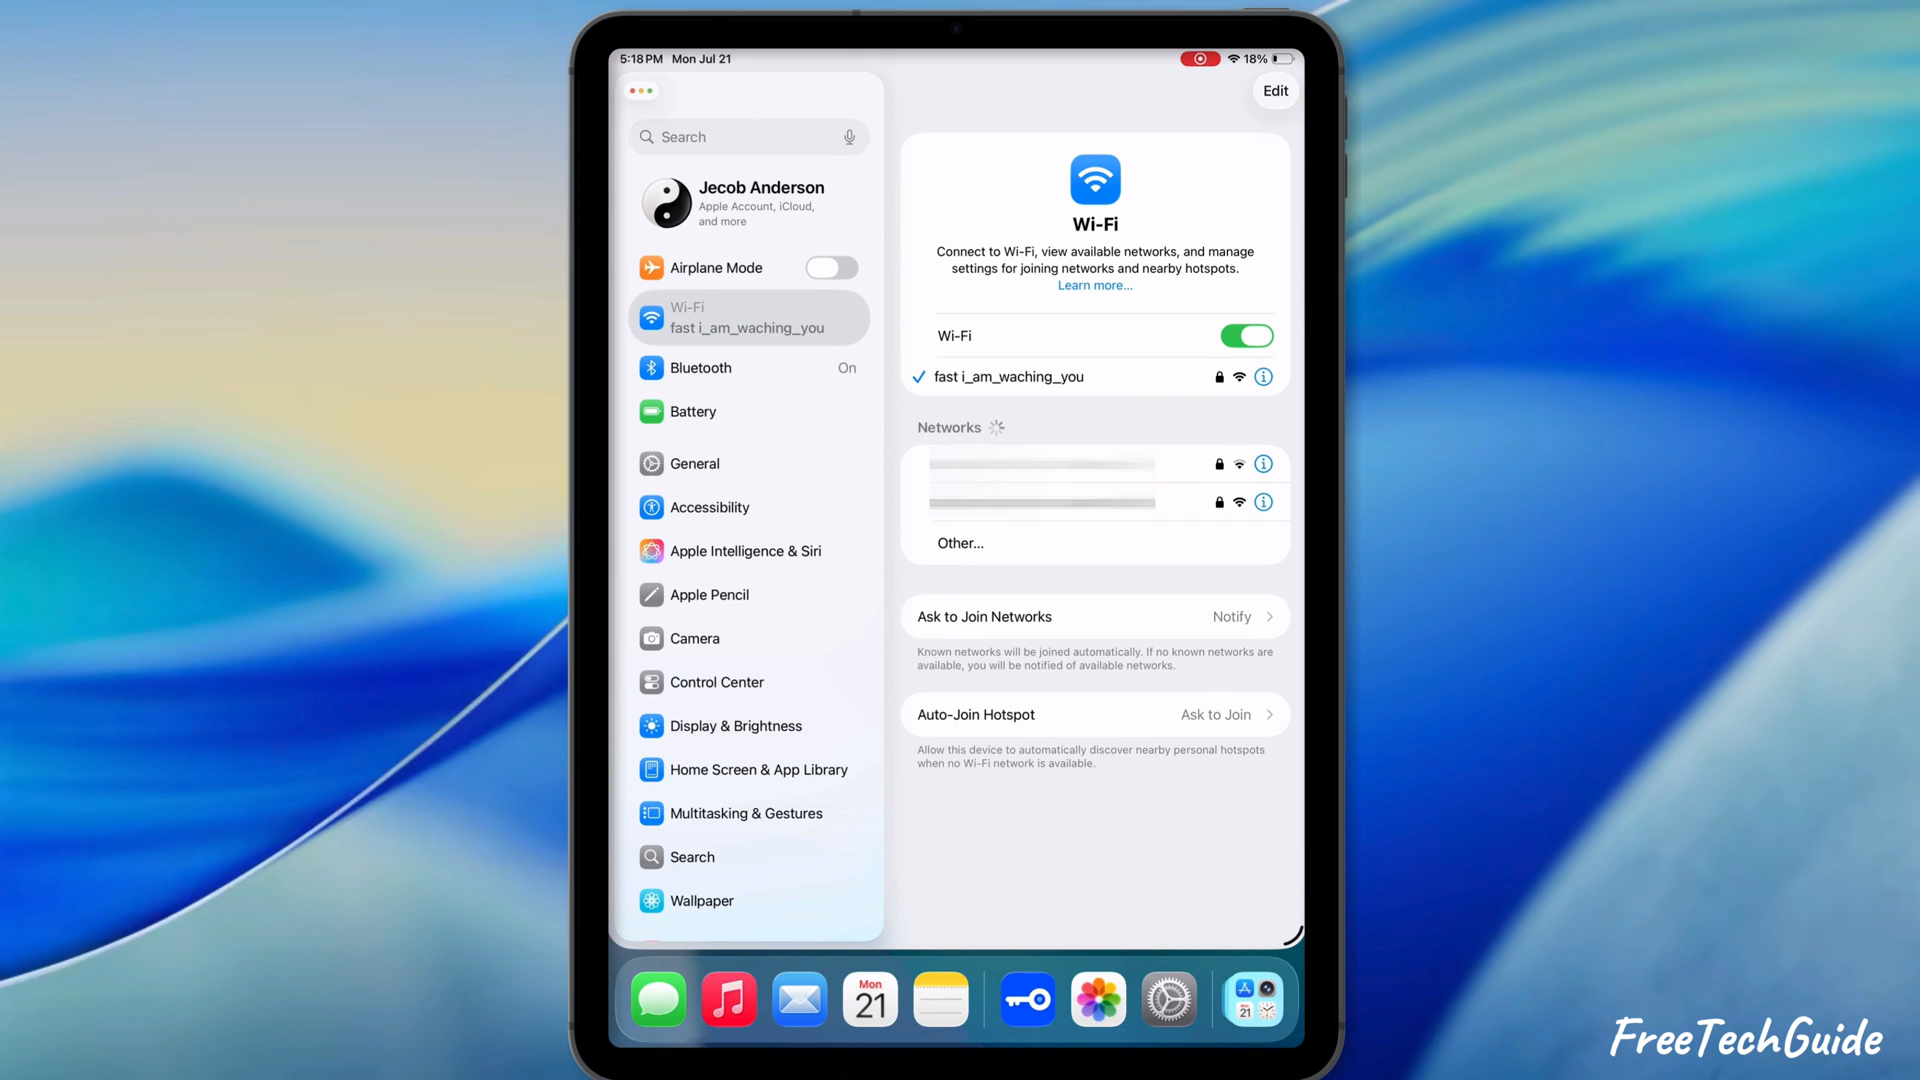 5:18 PM Mon Jul 21
18%
Edit
Search
Jecob Anderson
Apple Account, iCloud,
and more
Airplane Mode
Wi-Fi
fast i_am_waching_you
Bluetooth On
Battery
General
Accessibility
Apple Intelligence & Siri
Apple Pencil
Camera
Control Center
Display & Brightness
Home Screen & App Library
Multitasking & Gestures
Search
Wallpaper
Wi-Fi
Connect to Wi-Fi, view available networks, and manage
settings for joining networks and nearby hotspots.
Learn more...
Wi-Fi
fast i_am_waching_you
Networks
Other...
Ask to Join Networks Notify
Known networks will be joined automatically. If no known networks are
available, you will be notified of available networks.
Auto-Join Hotspot Ask to Join
Allow this device to automatically discover nearby personal hotspots
when no Wi-Fi network is available.
Mon
21
21
FreeTechGuide